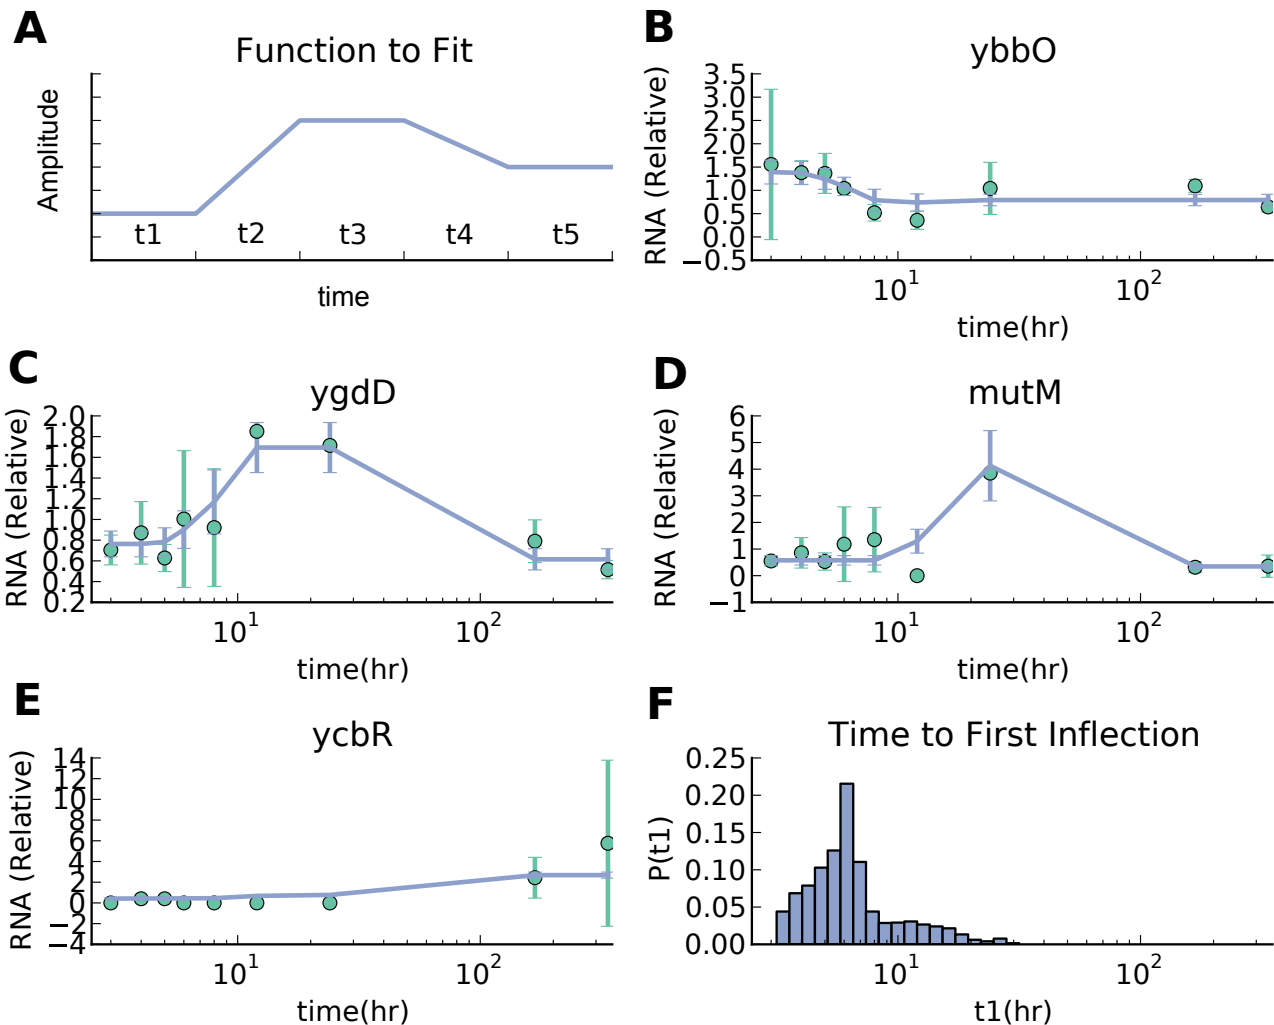 A
Function to Fit
Amplitude
t1 t2 t3 t4 t5
time
B
ybbO
RNA (Relative)
3.5
3.0
2.5
2.0
1.5
1.0
0.5
0.0
−0.5
10¹ 10²
time(hr)
C
ygdD
RNA (Relative)
2.0
1.8
1.6
1.4
1.2
1.0
0.8
0.6
0.4
0.2
10¹ 10²
time(hr)
D
mutM
RNA (Relative)
6
5
4
3
2
1
0
−1
10¹ 10²
time(hr)
E
ycbR
RNA (Relative)
14
12
10
8
6
4
2
0
−2
−4
10¹ 10²
time(hr)
F
Time to First Inflection
P(t1)
0.25
0.20
0.15
0.10
0.05
0.00
10¹ 10²
t1(hr)